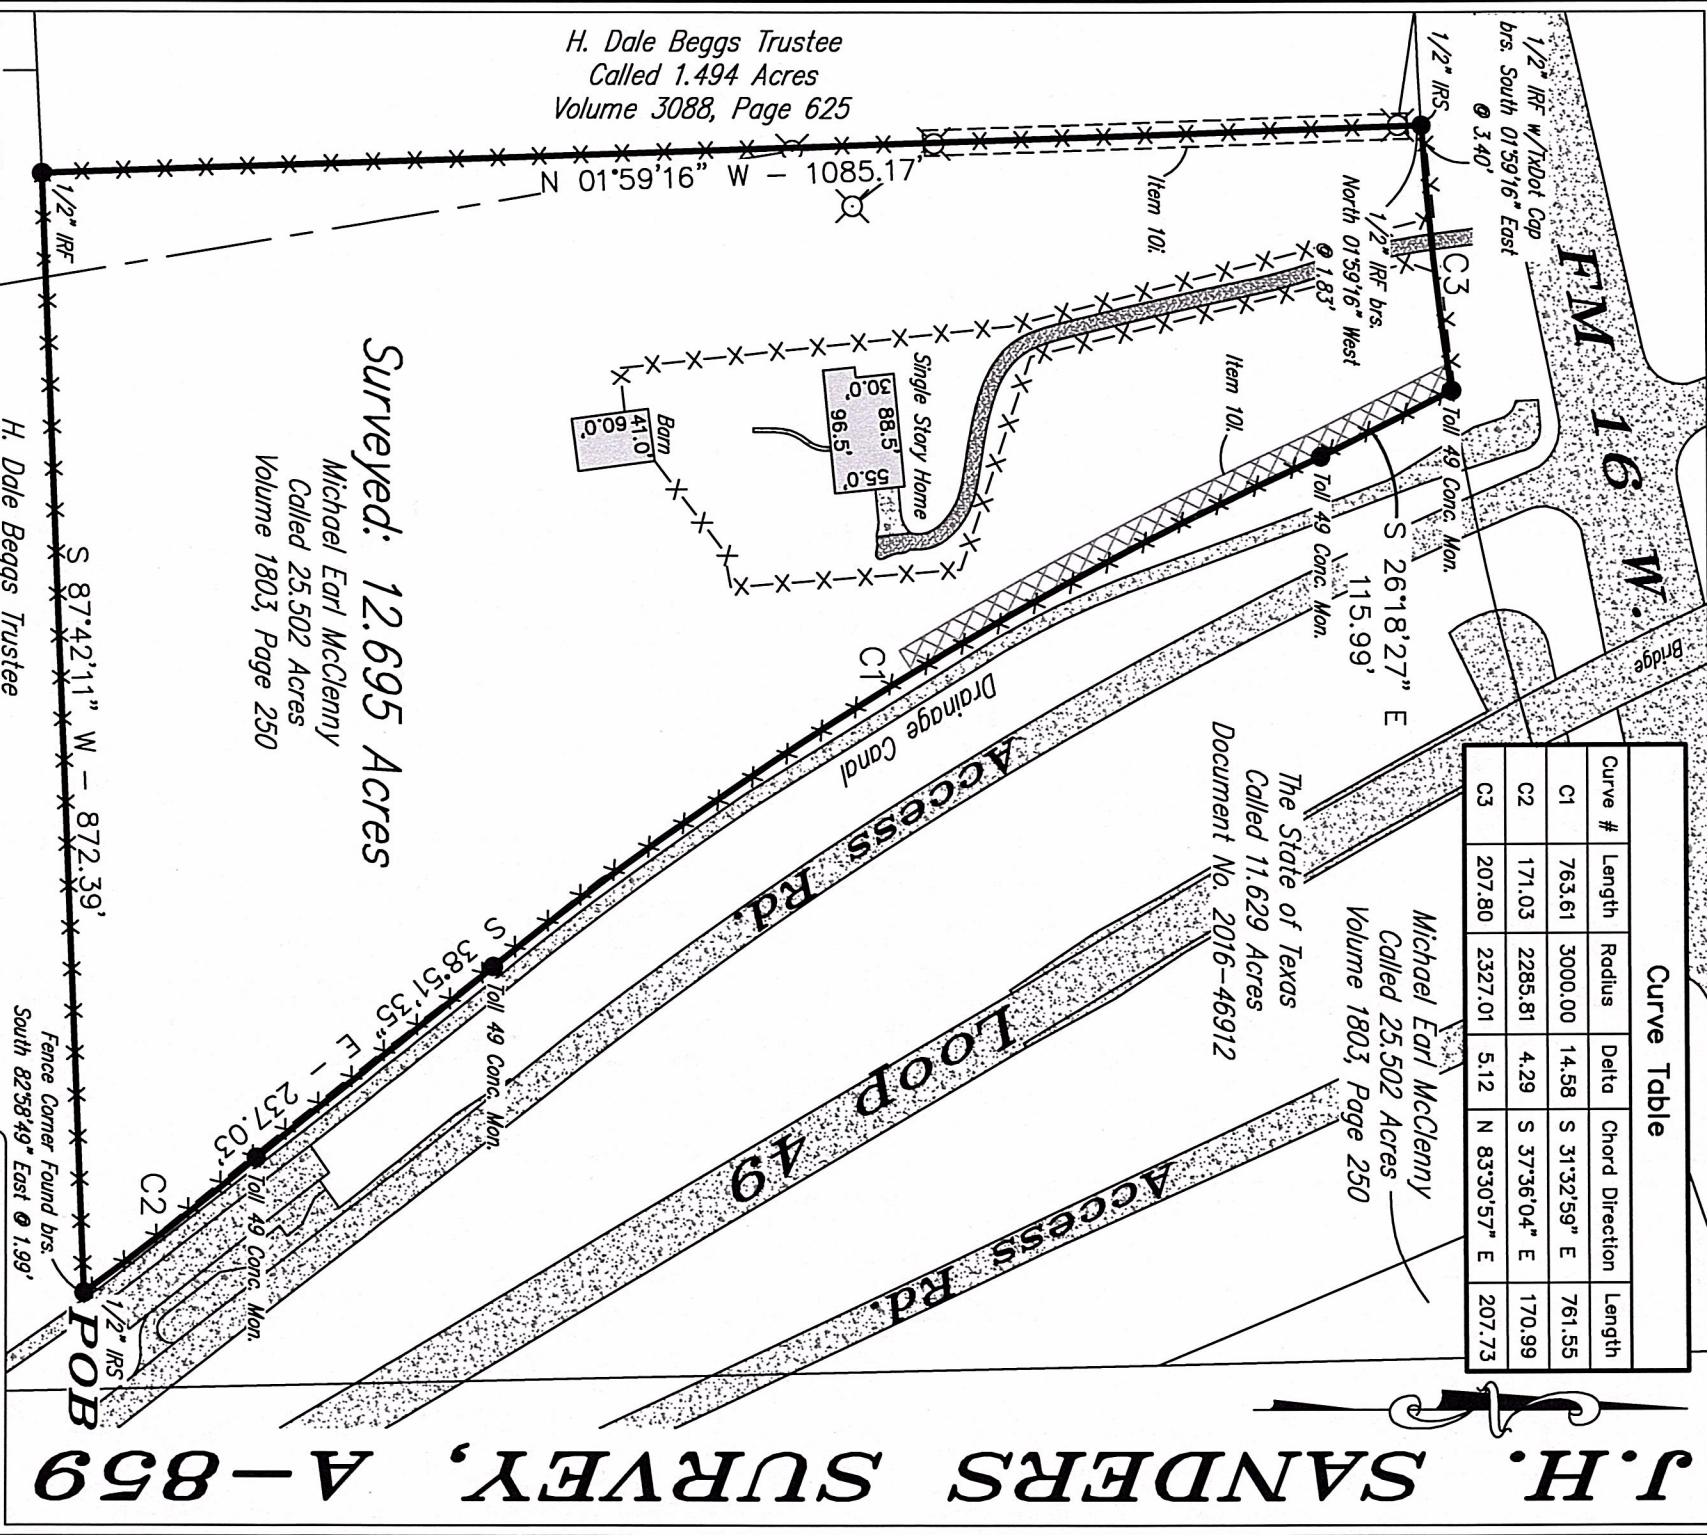 H. Dale Beggs Trustee
Called 1.494 Acres
Volume 3088, Page 625
N 01°59'16" W - 1085.17'
1/2" IRF w/TxDot Cap
brs. South 01°59'16" East
@ 3.40'
1/2" IRS
1/2" IRF brs.
North 01°59'16" West
@ 1.83'
C3
Item 10i.
Item 10l.
FM 16 W.
Bridge
Toll 49 Conc. Mon.
S 26°18'27" E
115.99'
Toll 49 Conc. Mon.
Single Story Home
30.0'
88.5'
96.5'
55.0'
Barn
41.0'
60.0'
Surveyed: 12.695 Acres
Michael Earl McClenny
Called 25.502 Acres
Volume 1803, Page 250
C1
Drainage Canal
Access Rd.
Loop 49
Access Rd.
The State of Texas
Called 11.629 Acres
Document No. 2016-46912
Michael Earl McClenny
Called 25.502 Acres
Volume 1803, Page 250
Curve Table
Curve # Length Radius Delta Chord Direction Length
C1 763.61 3000.00 14.58 S 31°32'59" E 761.55
C2 171.03 2285.81 4.29 S 37°36'04" E 170.99
C3 207.80 2327.01 5.12 N 83°30'57" E 207.73
Toll 49 Conc. Mon.
S 38°51'35" E - 237.03'
Toll 49 Conc. Mon.
C2
1/2" IRS
POB
Fence Corner Found brs.
South 82°58'49" East @ 1.99'
S 87°42'11" W - 872.39'
1/2" IRF
H. Dale Beggs Trustee
J.H. SANDERS SURVEY, A-859